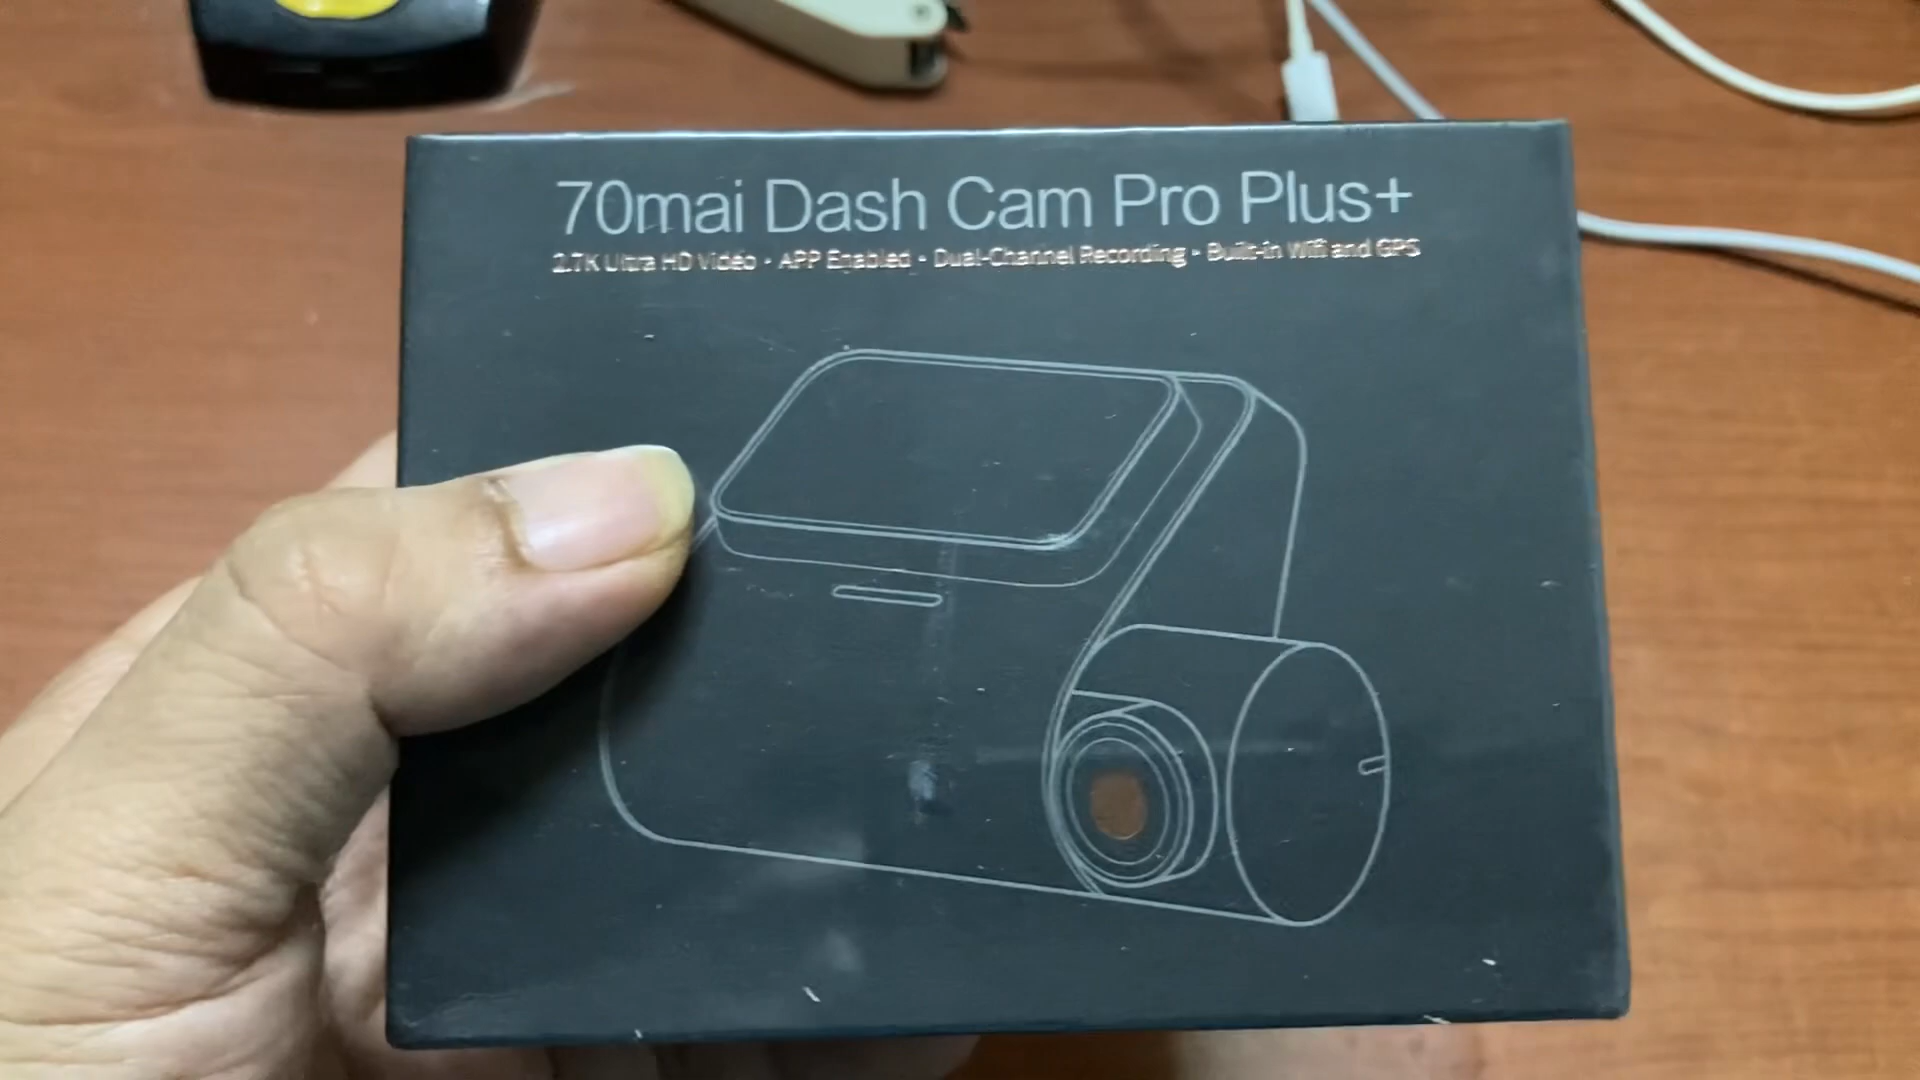 70mai Dash Cam Pro Plus+
2.7K Ultra HD Video · APP Enabled · Dual-Channel Recording · Built-in Wifi and GPS